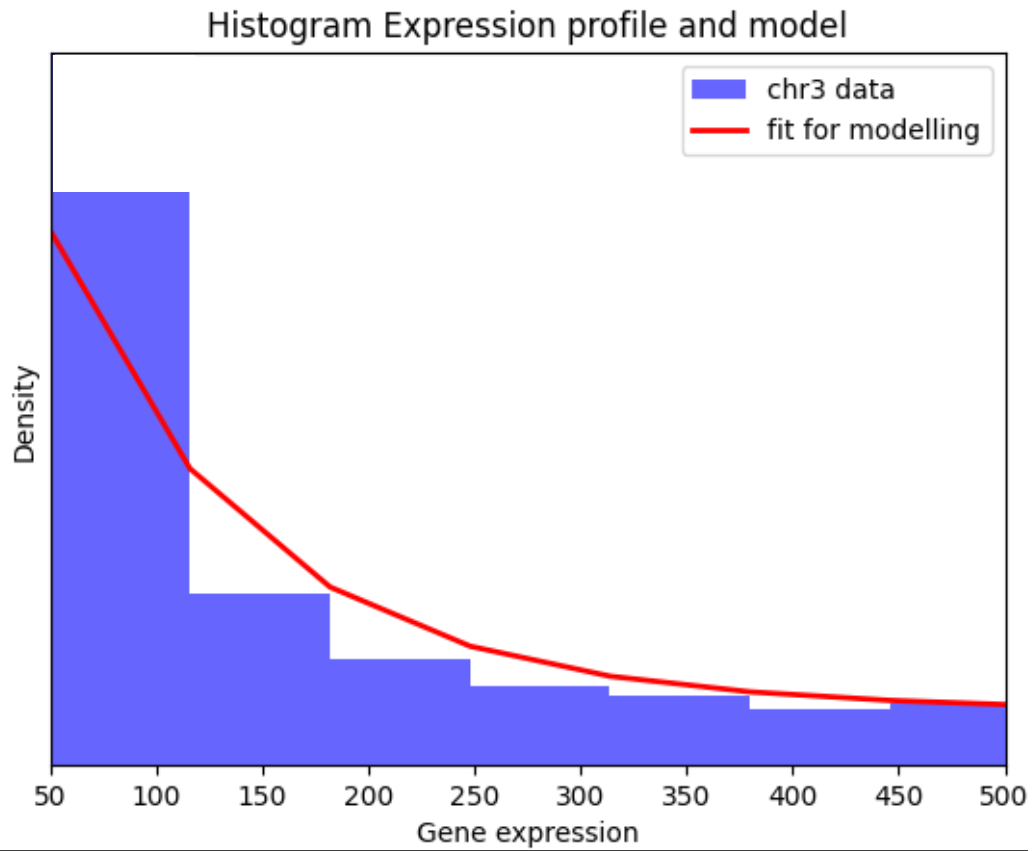 Histogram Expression profile and model
chr3 data
fit for modelling
Density
50 100 150 200 250 300 350 400 450 500
Gene expression